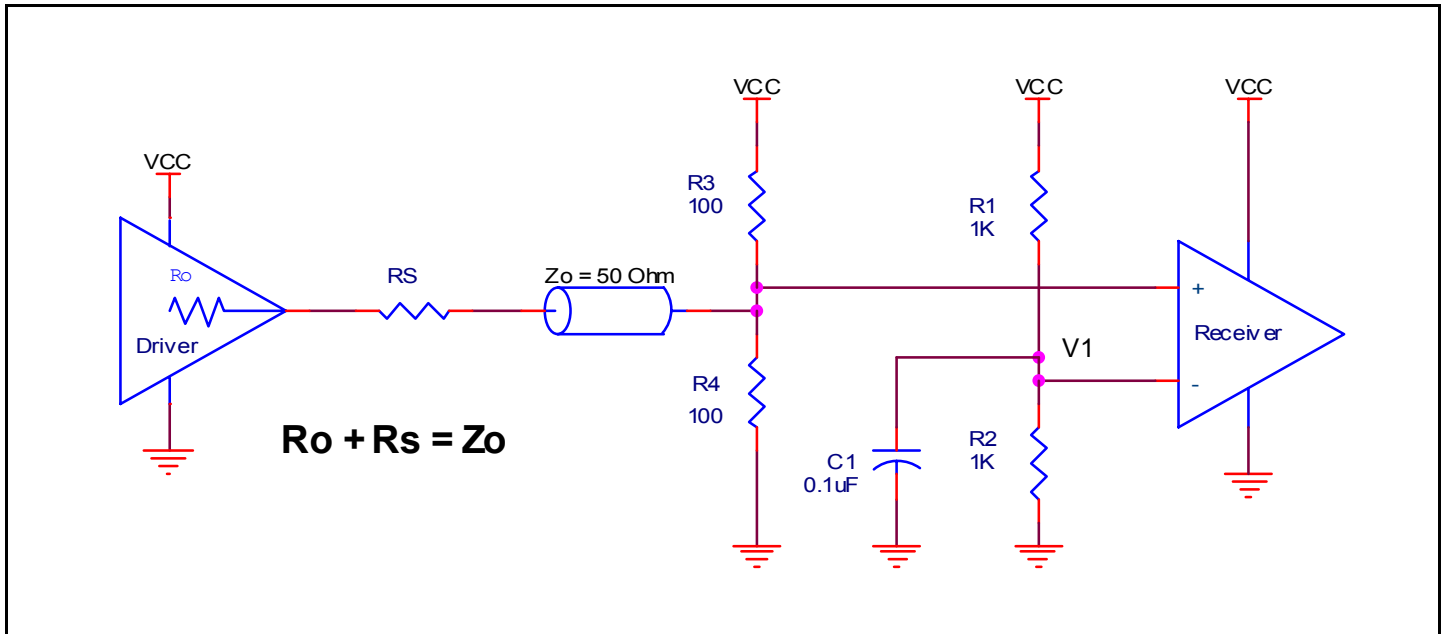 VCC
VCC
VCC
VCC
R3
100
R1
1K
Ro
RS
Zo = 50 Ohm
+
Driver
Receiver
V1
-
R4
100
Ro + Rs = Zo
C1
0.1uF
R2
1K